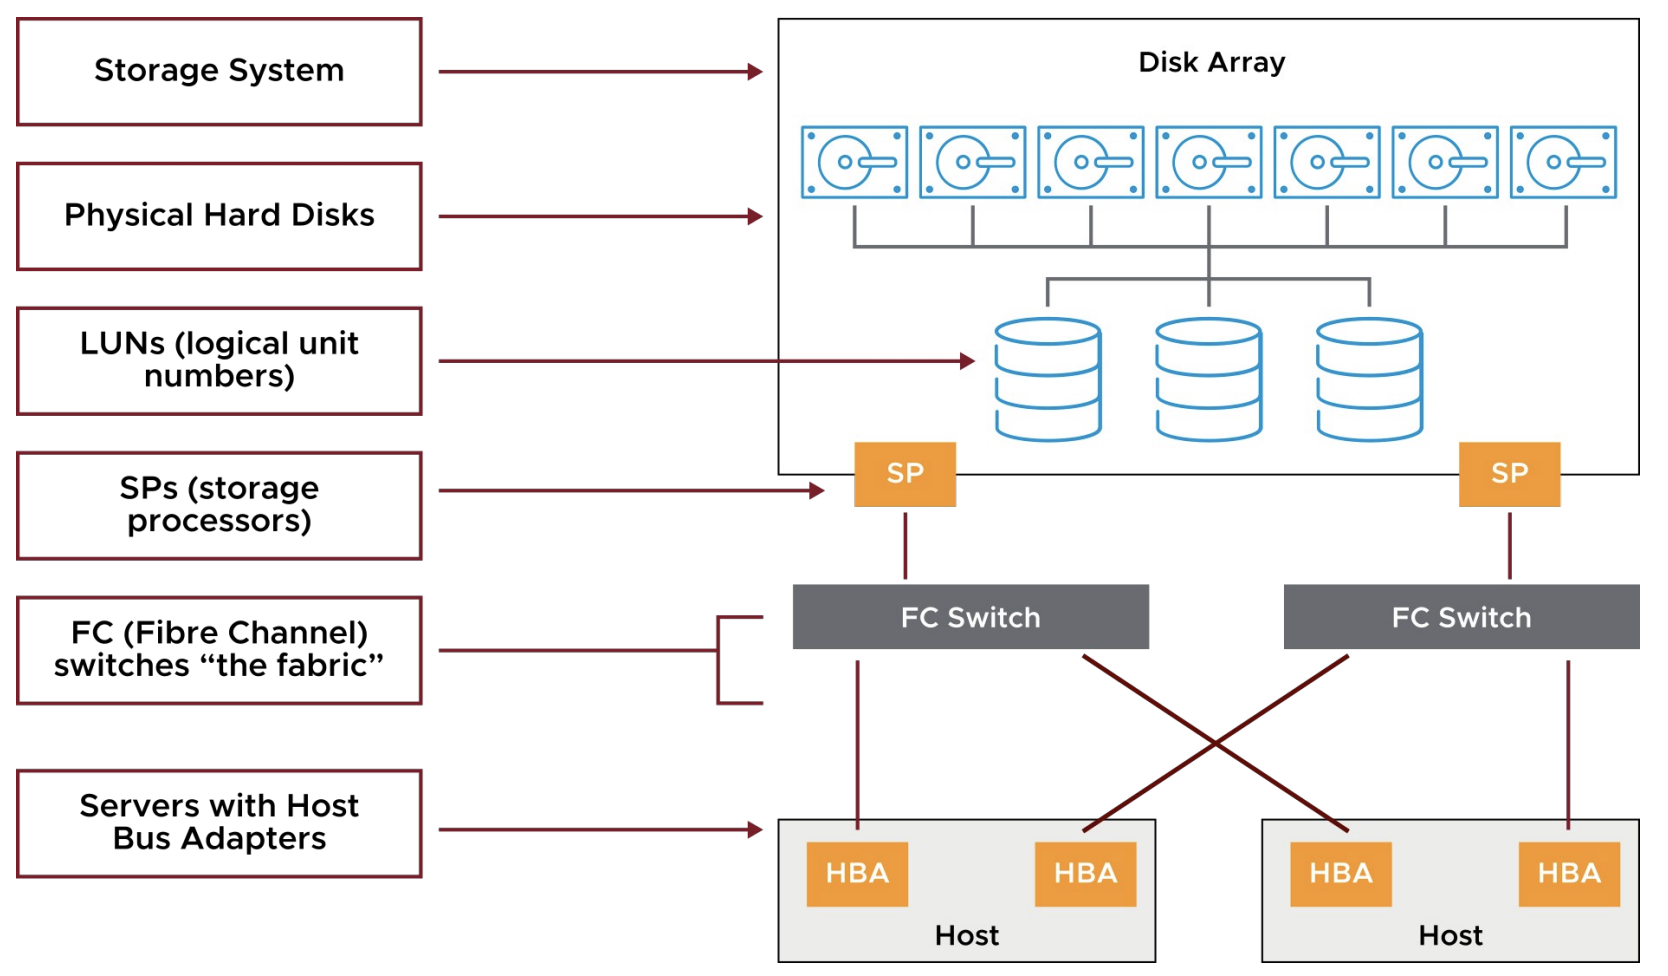 Storage System
Disk Array
Physical Hard Disks
LUNs (logical unit
numbers)
SPs (storage
processors)
SP
SP
FC (Fibre Channel)
switches “the fabric”
FC Switch
FC Switch
Servers with Host
Bus Adapters
HBA
HBA
HBA
HBA
Host
Host